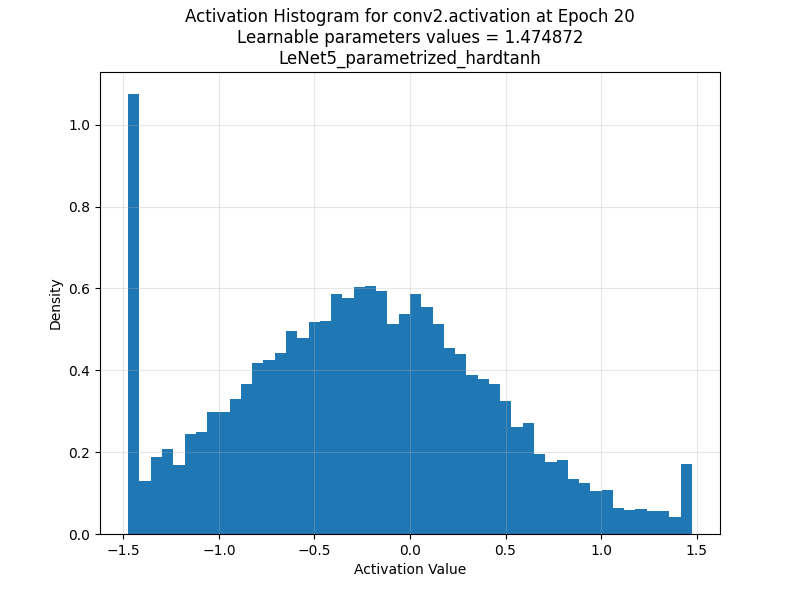 Activation Histogram for conv2.activation at Epoch 20
Learnable parameters values = 1.474872
LeNet5_parametrized_hardtanh
1.0
0.8
0.6
0.4
0.2
0.0
Density
−1.5 −1.0 −0.5 0.0 0.5 1.0 1.5
Activation Value